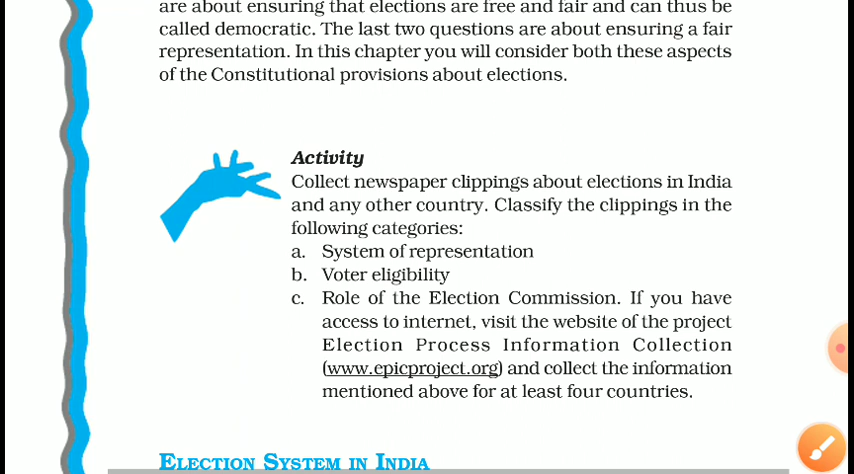 are about ensuring that elections are free and fair and can thus be
called democratic. The last two questions are about ensuring a fair
representation. In this chapter you will consider both these aspects
of the Constitutional provisions about elections.
Activity
Collect newspaper clippings about elections in India
and any other country. Classify the clippings in the
following categories:
a. System of representation
b. Voter eligibility
c. Role of the Election Commission. If you have
access to internet, visit the website of the project
Election Process Information Collection
(www.epicproject.org) and collect the information
mentioned above for at least four countries.
ELECTION SYSTEM IN INDIA